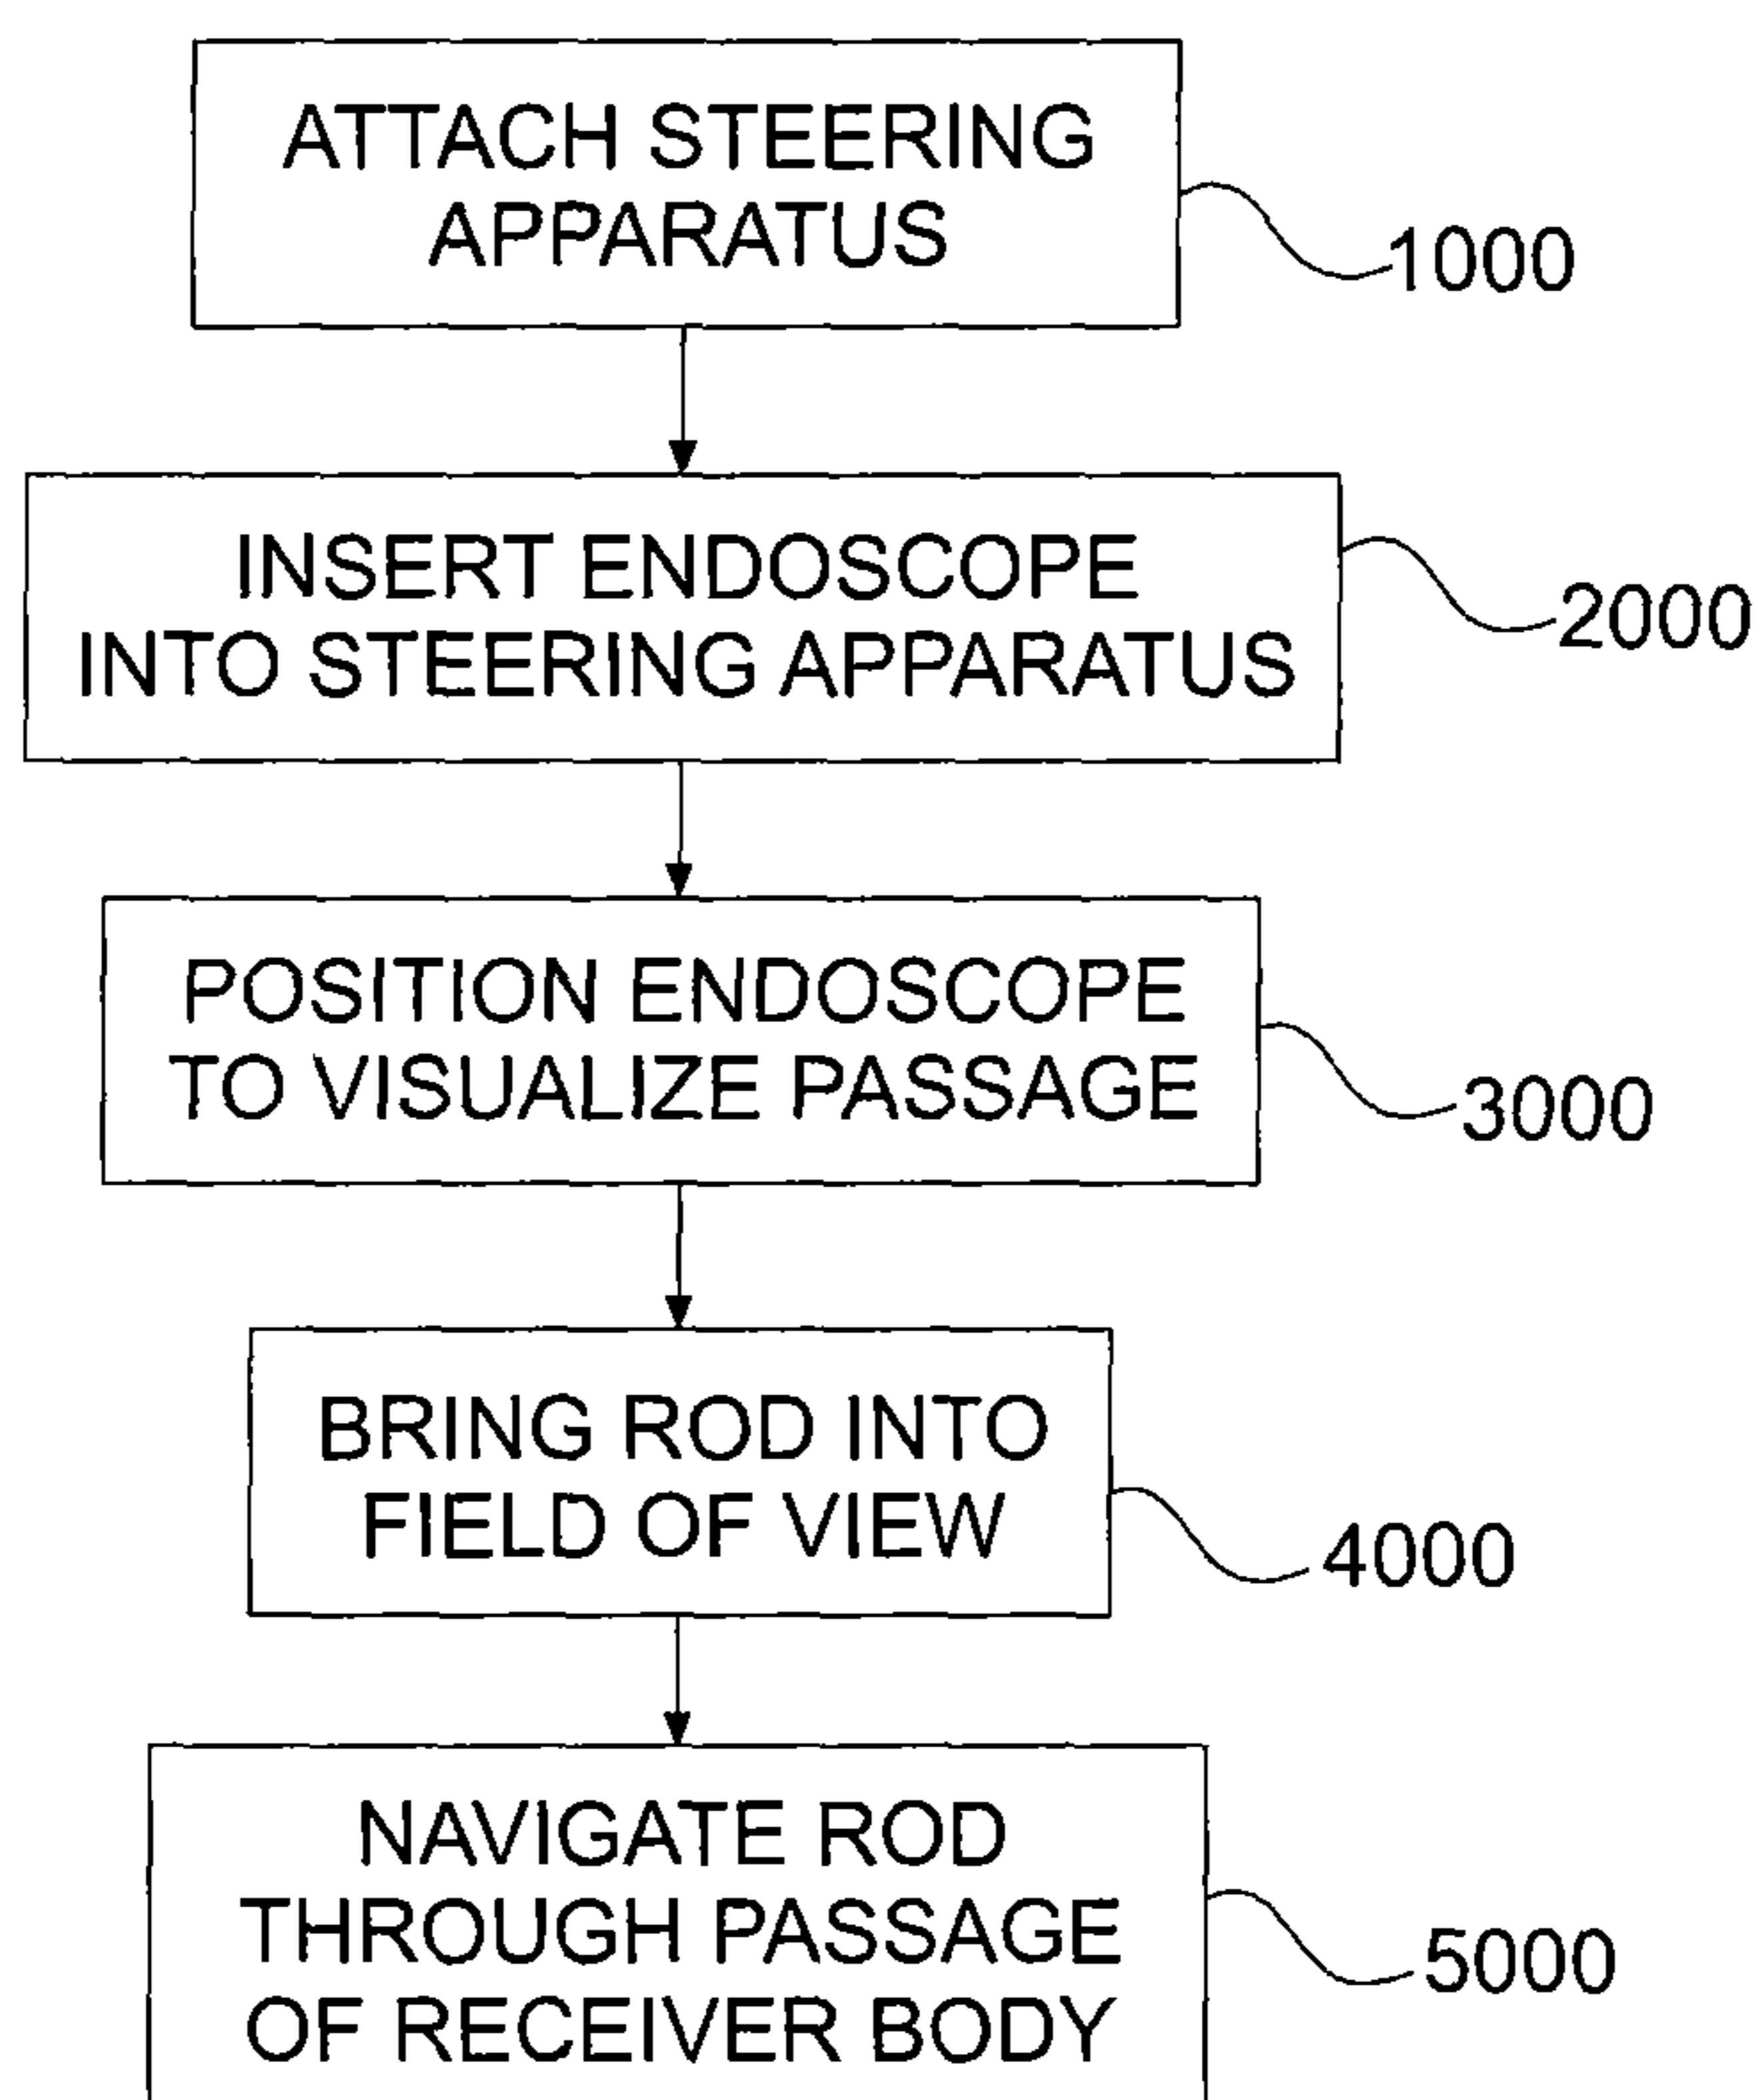 ATTACH STEERING
APPARATUS
1000
INSERT ENDOSCOPE
INTO STEERING APPARATUS
2000
POSITION ENDOSCOPE
TO VISUALIZE PASSAGE
3000
BRING ROD INTO
FIELD OF VIEW
4000
NAVIGATE ROD
THROUGH PASSAGE
OF RECEIVER BODY
5000